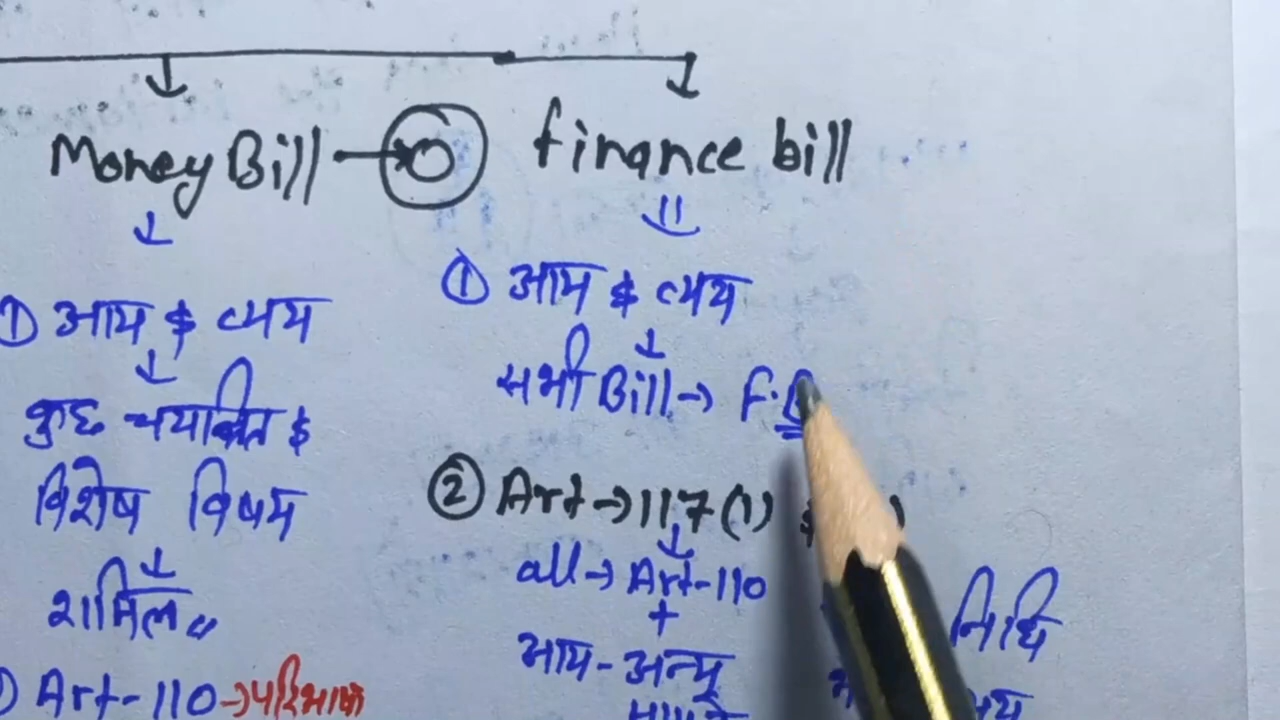 Money Bill → finance bill
① आय & व्यय
कुछ चयनित &
विशेष विषय
शामिल
Art-110 → परिभाषा
① आय & व्यय
सभी Bill → F.B
② Art → 117 (1) &
all → Art-110
+
आय - अन्य
निधि